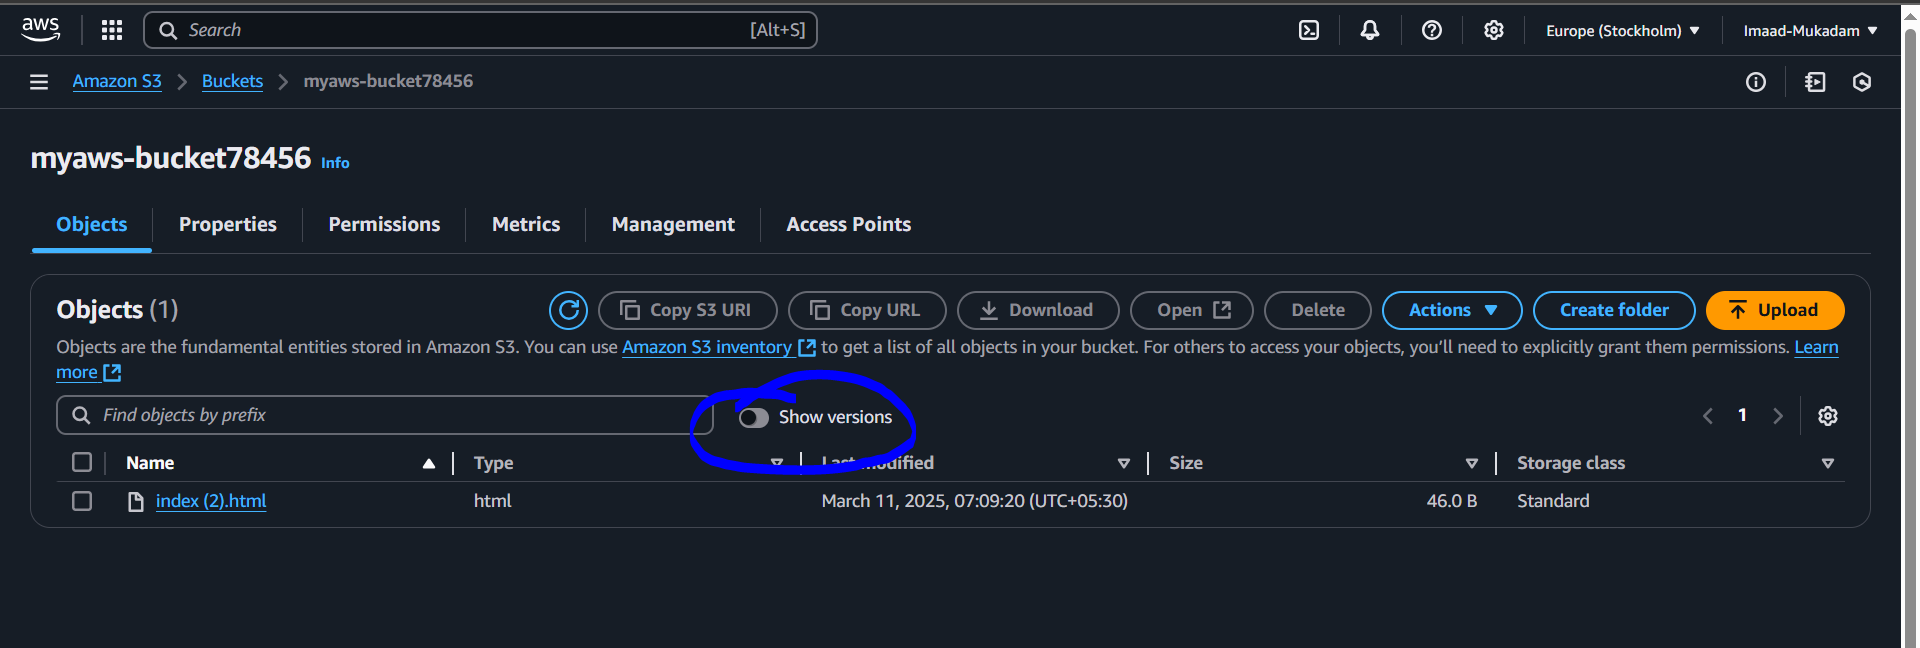 aws Search [Alt+S] Europe (Stockholm) Imaad-Mukadam
Amazon S3 Buckets myaws-bucket78456
myaws-bucket78456 Info
Objects Properties Permissions Metrics Management Access Points
Objects (1) Copy S3 URI Copy URL Download Open Delete Actions Create folder Upload
Objects are the fundamental entities stored in Amazon S3. You can use Amazon S3 inventory to get a list of all objects in your bucket. For others to access your objects, you’ll need to explicitly grant them permissions. Learn
more
Find objects by prefix Show versions 1
Name Type Last modified Size Storage class
index (2).html html March 11, 2025, 07:09:20 (UTC+05:30) 46.0 B Standard